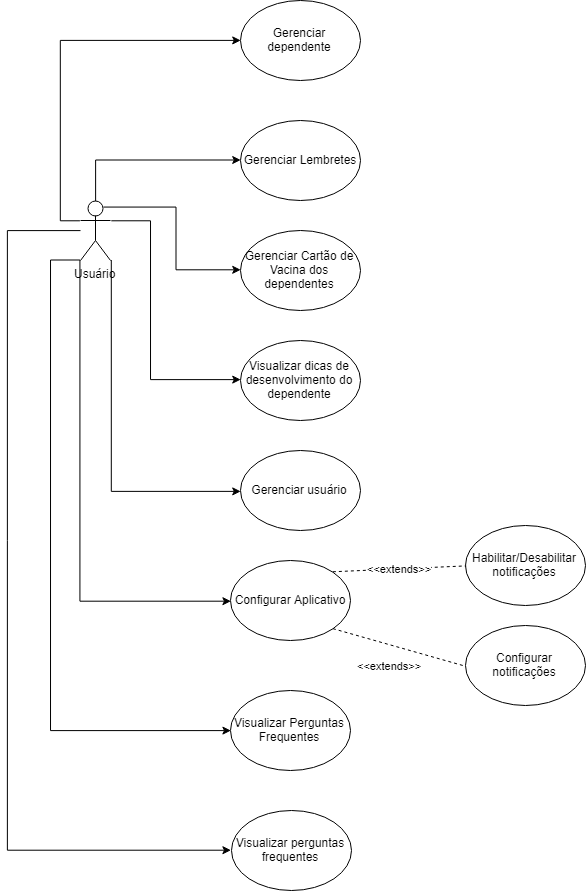 Gerenciar
dependente
Gerenciar Lembretes
Usuário
Gerenciar Cartão de
Vacina dos
dependentes
Visualizar dicas de
desenvolvimento do
dependente
Gerenciar usuário
Configurar Aplicativo
<<extends>>
Habilitar/Desabilitar
notificações
<<extends>>
Configurar
notificações
Visualizar Perguntas
Frequentes
Visualizar perguntas
frequentes